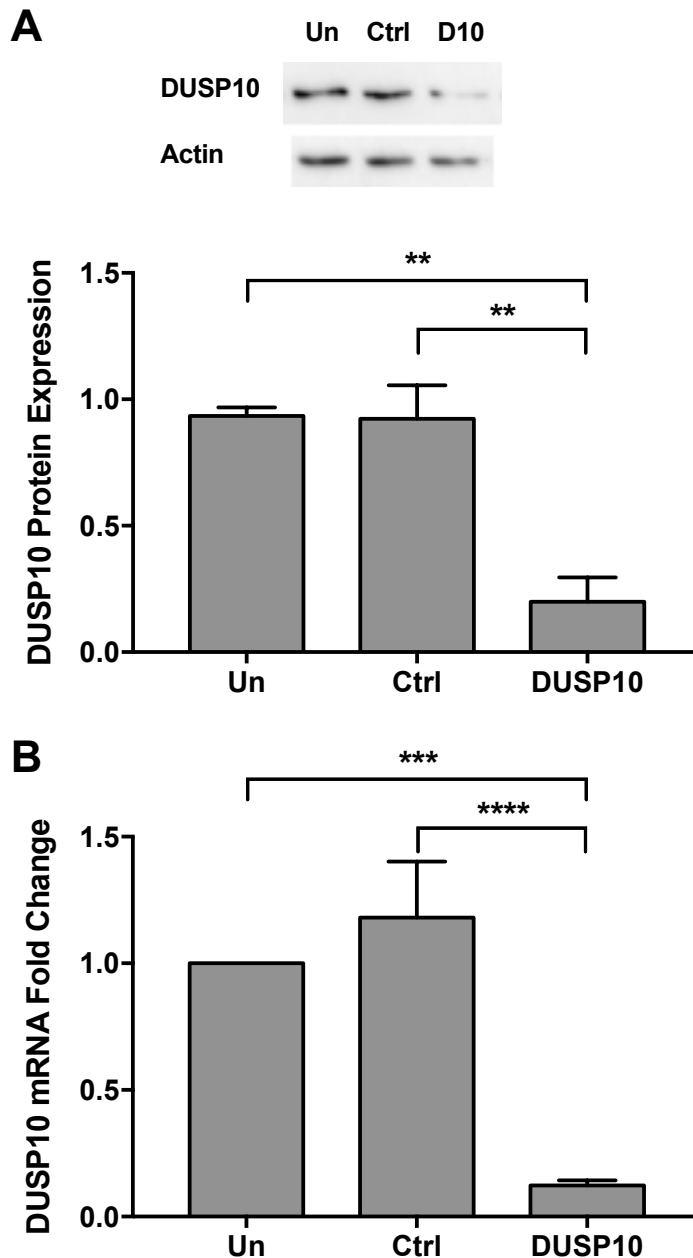 A
Un Ctrl D10
DUSP10
Actin
**
**
DUSP10 Protein Expression
1.5
1.0
0.5
0.0
Un Ctrl DUSP10
B
***
****
DUSP10 mRNA Fold Change
1.5
1.0
0.5
0.0
Un Ctrl DUSP10